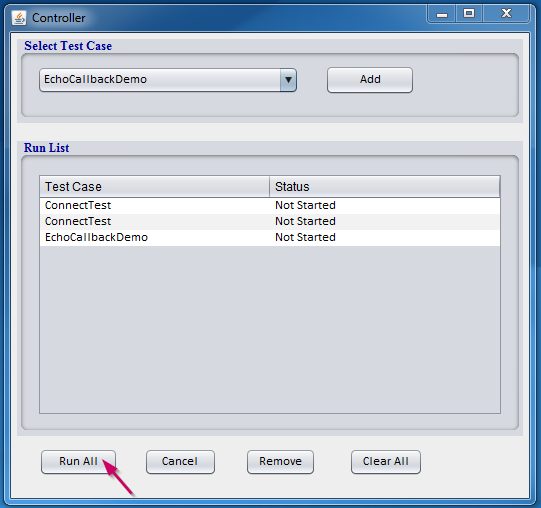 Controller
Select Test Case
EchoCallbackDemo Add
Run List
Test Case Status
ConnectTest Not Started
ConnectTest Not Started
EchoCallbackDemo Not Started
Run All Cancel Remove Clear All